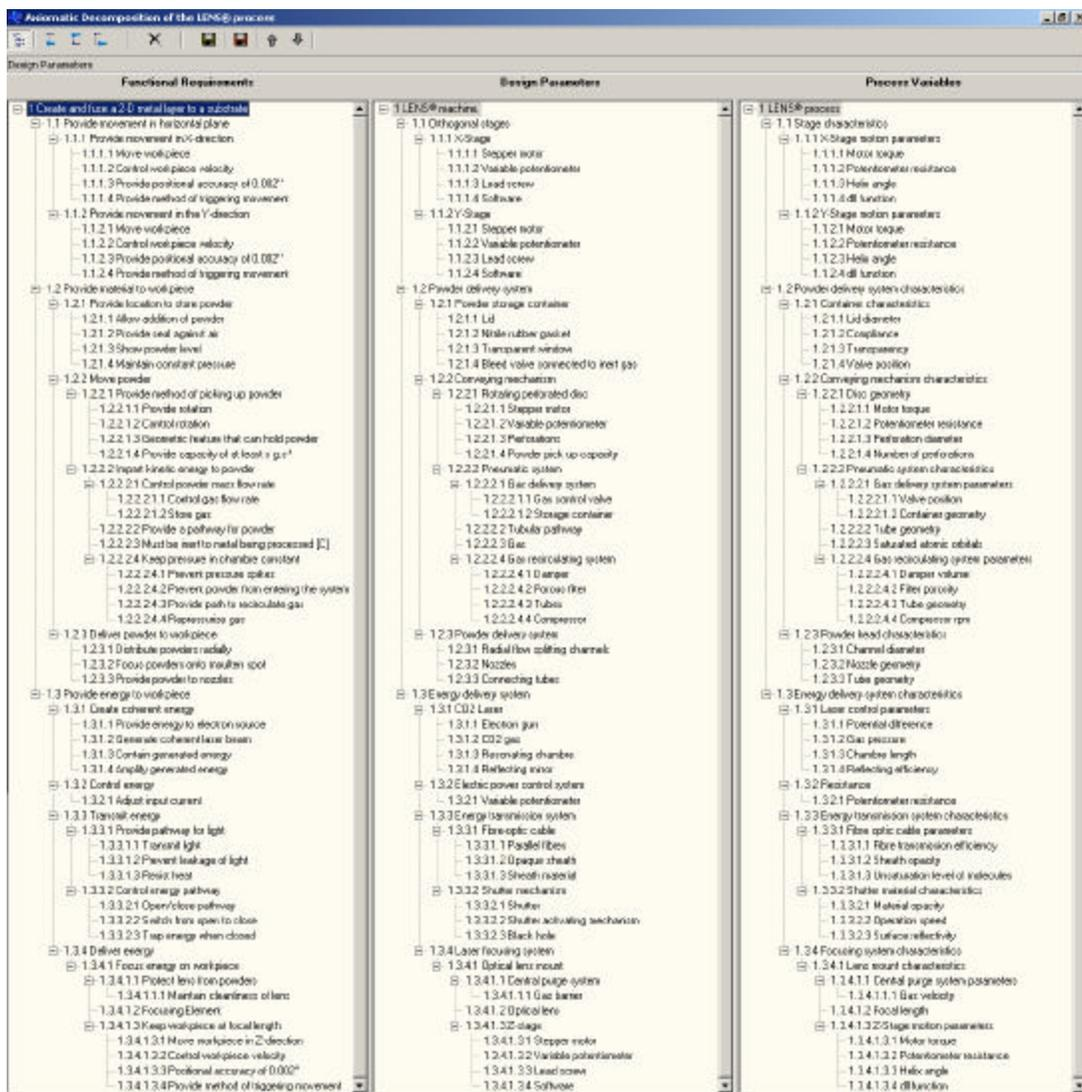 Axiomatic Decomposition of the LENS® process
Design Parameters
Functional Requirements
1 Create and fuse a 2-D metal layer to a substrate
1.1 Provide movement in horizontal plane
1.1.1 Provide movement in X-direction
1.1.1.1 Move workpiece
1.1.1.2 Control workpiece velocity
1.1.1.3 Provide positional accuracy of 0.002"
1.1.1.4 Provide method of triggering movement
1.1.2 Provide movement in the Y-direction
1.1.2.1 Move workpiece
1.1.2.2 Control workpiece velocity
1.1.2.3 Provide positional accuracy of 0.002"
1.1.2.4 Provide method of triggering movement
1.2 Provide material to workpiece
1.2.1 Provide location to store powder
1.2.1.1 Allow addition of powder
1.2.1.2 Provide seal against air
1.2.1.3 Show powder level
1.2.1.4 Maintain constant pressure
1.2.2 Move powder
1.2.2.1 Provide method of picking up powder
1.2.2.1.1 Provide rotation
1.2.2.1.2 Control rotation
1.2.2.1.3 Geometric feature that can hold powder
1.2.2.1.4 Provide capacity of at least
1.2.2.2 Impart kinetic energy to powder
1.2.2.2.1 Control powder mass flow rate
1.2.2.2.1.1 Control gas flow rate
1.2.2.2.1.2 Store gas
1.2.2.2.2 Provide a pathway for powder
1.2.2.2.3 Must be inert to metal being processed [C]
1.2.2.2.4 Keep pressure in chambre constant
1.2.2.2.4.1 Prevent pressure spikes
1.2.2.2.4.2 Prevent powder from entering the system
1.2.2.2.4.3 Provide path to recirculate gas
1.2.2.2.4.4 Repressurise gas
1.2.3 Deliver powder to workpiece
1.2.3.1 Distribute powders radially
1.2.3.2 Focus powders onto moulten spot
1.2.3.3 Provide powder to nozzles
1.3 Provide energy to workpiece
1.3.1 Create coherent energy
1.3.1.1 Provide energy to electron source
1.3.1.2 Generate coherent laser beam
1.3.1.3 Contain generated energy
1.3.1.4 Amplify generated energy
1.3.2 Control energy
1.3.2.1 Adjust input current
1.3.3 Transmit energy
1.3.3.1 Provide pathway for light
1.3.3.1.1 Transmit light
1.3.3.1.2 Prevent leakage of light
1.3.3.1.3 Resist heat
1.3.3.2 Control energy pathway
1.3.3.2.1 Open/close pathway
1.3.3.2.2 Switch from open to close
1.3.3.2.3 Trap energy when closed
1.3.4 Deliver energy
1.3.4.1 Focus energy on workpiece
1.3.4.1.1 Protect lens from powders
1.3.4.1.1.1 Maintain cleanliness of lens
1.3.4.1.2 Focusing Element
1.3.4.1.3 Keep workpiece at focal length
1.3.4.1.3.1 Move workpiece in Z-direction
1.3.4.1.3.2 Control workpiece velocity
1.3.4.1.3.3 Positional accuracy of 0.002"
1.3.4.1.3.4 Provide method of triggering movement
Design Parameters
1 LENS® machine
1.1 Orthogonal stages
1.1.1 X-Stage
1.1.1.1 Stepper motor
1.1.1.2 Variable potentiometer
1.1.1.3 Lead screw
1.1.1.4 Software
1.1.2 Y-Stage
1.1.2.1 Stepper motor
1.1.2.2 Variable potentiometer
1.1.2.3 Lead screw
1.1.2.4 Software
1.2 Powder delivery system
1.2.1 Powder storage container
1.2.1.1 Lid
1.2.1.2 Nitrile rubber gasket
1.2.1.3 Transparent window
1.2.1.4 Bleed valve connected to inert gas
1.2.2 Conveying mechanism
1.2.2.1 Rotating perforated disc
1.2.2.1.1 Stepper motor
1.2.2.1.2 Variable potentiometer
1.2.2.1.3 Perforations
1.2.2.1.4 Powder pick up capacity
1.2.2.2 Pneumatic system
1.2.2.2.1 Gas delivery system
1.2.2.2.1.1 Gas control valve
1.2.2.2.1.2 Storage container
1.2.2.2.2 Tubular pathway
1.2.2.2.3 Gas
1.2.2.2.4 Gas recirculating system
1.2.2.2.4.1 Damper
1.2.2.2.4.2 Porous filter
1.2.2.2.4.3 Tubes
1.2.2.2.4.4 Compressor
1.2.3 Powder delivery system
1.2.3.1 Radial flow splitting channels
1.2.3.2 Nozzles
1.2.3.3 Connecting tubes
1.3 Energy delivery system
1.3.1 CO2 Laser
1.3.1.1 Electron gun
1.3.1.2 CO2 gas
1.3.1.3 Resonating chambre
1.3.1.4 Reflecting mirror
1.3.2 Electric power control system
1.3.2.1 Variable potentiometer
1.3.3 Energy transmission system
1.3.3.1 Fibre-optic cable
1.3.3.1.1 Parallel fibres
1.3.3.1.2 Opaque sheath
1.3.3.1.3 Sheath material
1.3.3.2 Shutter mechanism
1.3.3.2.1 Shutter
1.3.3.2.2 Shutter activating mechanism
1.3.3.2.3 Black hole
1.3.4 Laser focusing system
1.3.4.1 Optical lens mount
1.3.4.1.1 Central purge system
1.3.4.1.1.1 Gas barrier
1.3.4.1.2 Optical lens
1.3.4.1.3 Z-stage
1.3.4.1.3.1 Stepper motor
1.3.4.1.3.2 Variable potentiometer
1.3.4.1.3.3 Lead screw
1.3.4.1.3.4 Software
Process Variables
1 LENS® process
1.1 Stage characteristics
1.1.1 X-Stage motion parameters
1.1.1.1 Motor torque
1.1.1.2 Potentiometer resistance
1.1.1.3 Helix angle
1.1.1.4 dll function
1.1.2 Y-Stage motion parameters
1.1.2.1 Motor torque
1.1.2.2 Potentiometer resistance
1.1.2.3 Helix angle
1.1.2.4 dll function
1.2 Powder delivery system characteristics
1.2.1 Container characteristics
1.2.1.1 Lid diameter
1.2.1.2 Compliance
1.2.1.3 Transparency
1.2.1.4 Valve position
1.2.2 Conveying mechanism characteristics
1.2.2.1 Disc geometry
1.2.2.1.1 Motor torque
1.2.2.1.2 Potentiometer resistance
1.2.2.1.3 Perforation diameter
1.2.2.1.4 Number of perforations
1.2.2.2 Pneumatic system characteristics
1.2.2.2.1 Gas delivery system parameters
1.2.2.2.1.1 Valve position
1.2.2.2.1.2 Container geometry
1.2.2.2.2 Tube geometry
1.2.2.2.3 Saturated atomic orbitals
1.2.2.2.4 Gas recirculating system parameters
1.2.2.2.4.1 Damper volume
1.2.2.2.4.2 Filter porosity
1.2.2.2.4.3 Tube geometry
1.2.2.2.4.4 Compressor rpm
1.2.3 Powder head characteristics
1.2.3.1 Channel diameter
1.2.3.2 Nozzle geometry
1.2.3.3 Tube geometry
1.3 Energy delivery system characteristics
1.3.1 Laser control parameters
1.3.1.1 Potential difference
1.3.1.2 Gas pressure
1.3.1.3 Chambre length
1.3.1.4 Reflecting efficiency
1.3.2 Resistance
1.3.2.1 Potentiometer resistance
1.3.3 Energy transmission system characteristics
1.3.3.1 Fibre optic cable parameters
1.3.3.1.1 Fibre transmission efficiency
1.3.3.1.2 Sheath opacity
1.3.3.1.3 Unsaturation level of molecules
1.3.3.2 Shutter material characteristics
1.3.3.2.1 Material opacity
1.3.3.2.2 Operation speed
1.3.3.2.3 Surface reflectivity
1.3.4 Focusing system characteristics
1.3.4.1 Lens mount characteristics
1.3.4.1.1 Central purge system parameters
1.3.4.1.1.1 Gas velocity
1.3.4.1.2 Focal length
1.3.4.1.3 Z-Stage motion parameters
1.3.4.1.3.1 Motor torque
1.3.4.1.3.2 Potentiometer resistance
1.3.4.1.3.3 Helix angle
1.3.4.1.3.4 dll function